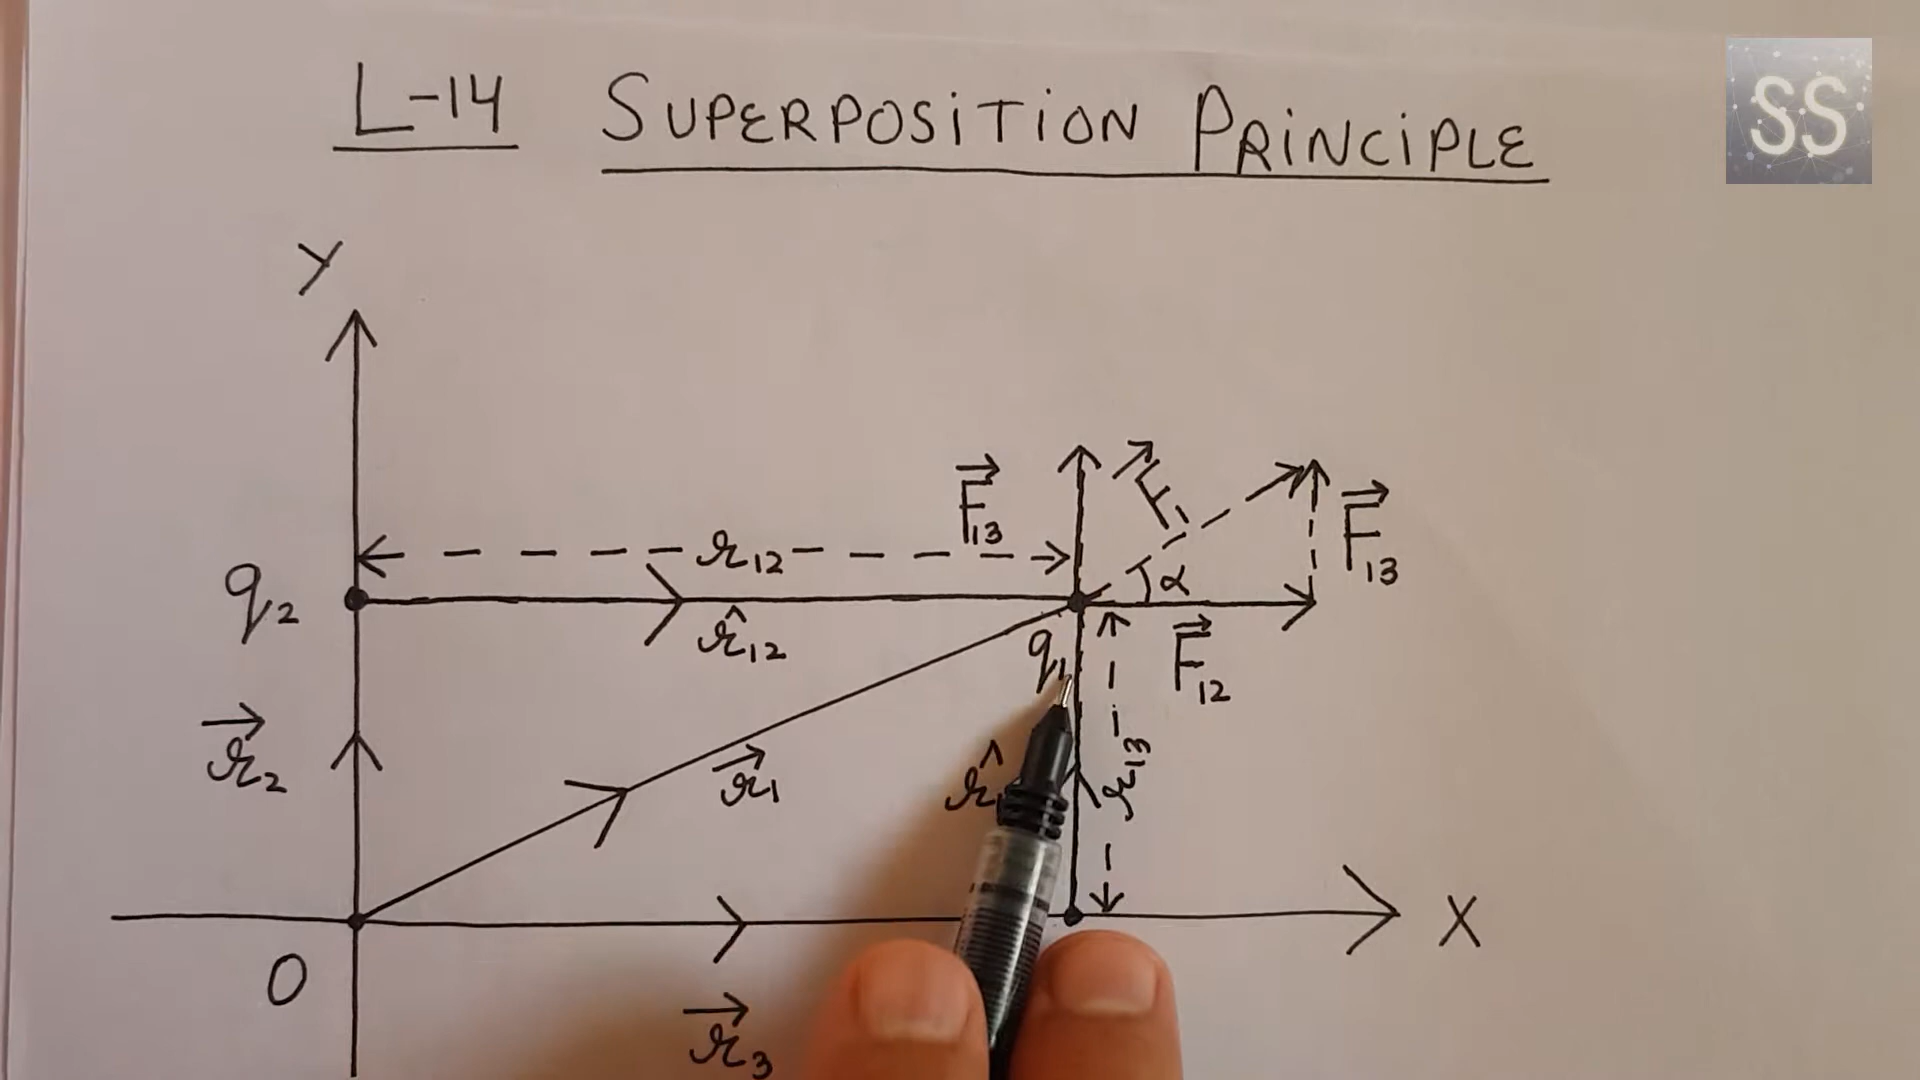 L-14 SUPERPOSITION PRINCIPLE
SS
Y
F⃗₁₃
F⃗₁
F⃗₁₃
r₁₂
α
q₂
r̂₁₂
q₁
F⃗₁₂
r⃗₂
r⃗₁
r₁₃
X
O
r⃗₃